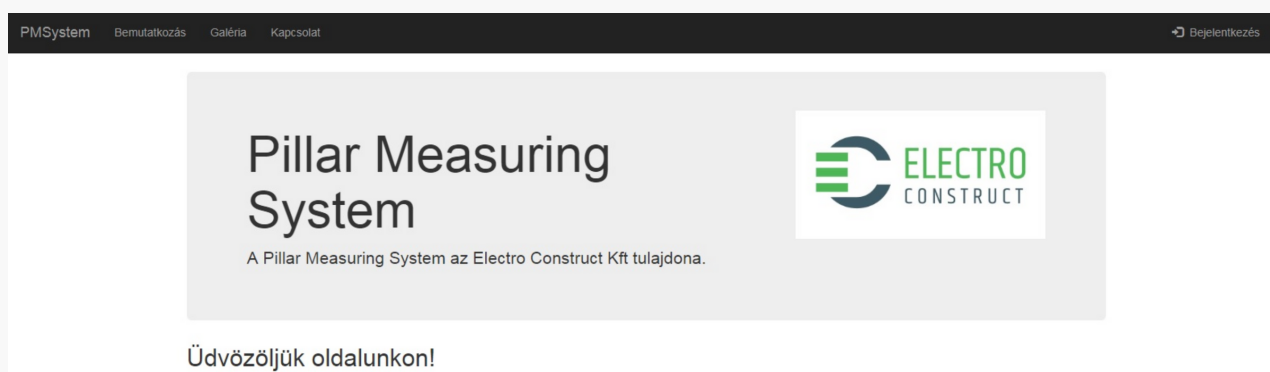 PMSystem Bemutatkozás Galéria Kapcsolat Bejelentkezés
Pillar Measuring
System
A Pillar Measuring System az Electro Construct Kft tulajdona.
ELECTRO
CONSTRUCT
Üdvözöljük oldalunkon!